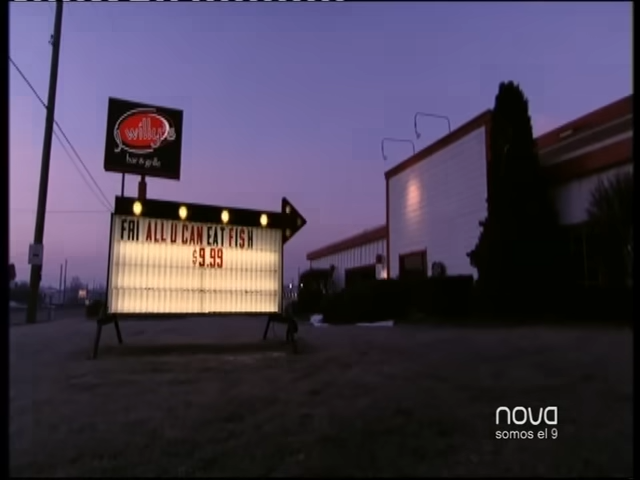 willy's
bar & grille
FRI ALL U CAN EAT FISH
$9.99
nova
somos el 9